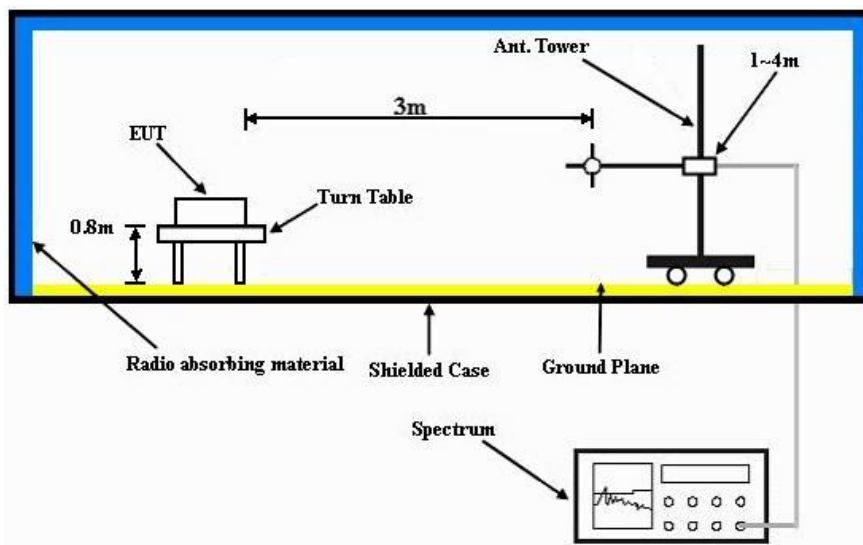 Ant. Tower
1~4m
3m
EUT
Turn Table
0.8m
Radio absorbing material
Shielded Case
Ground Plane
Spectrum